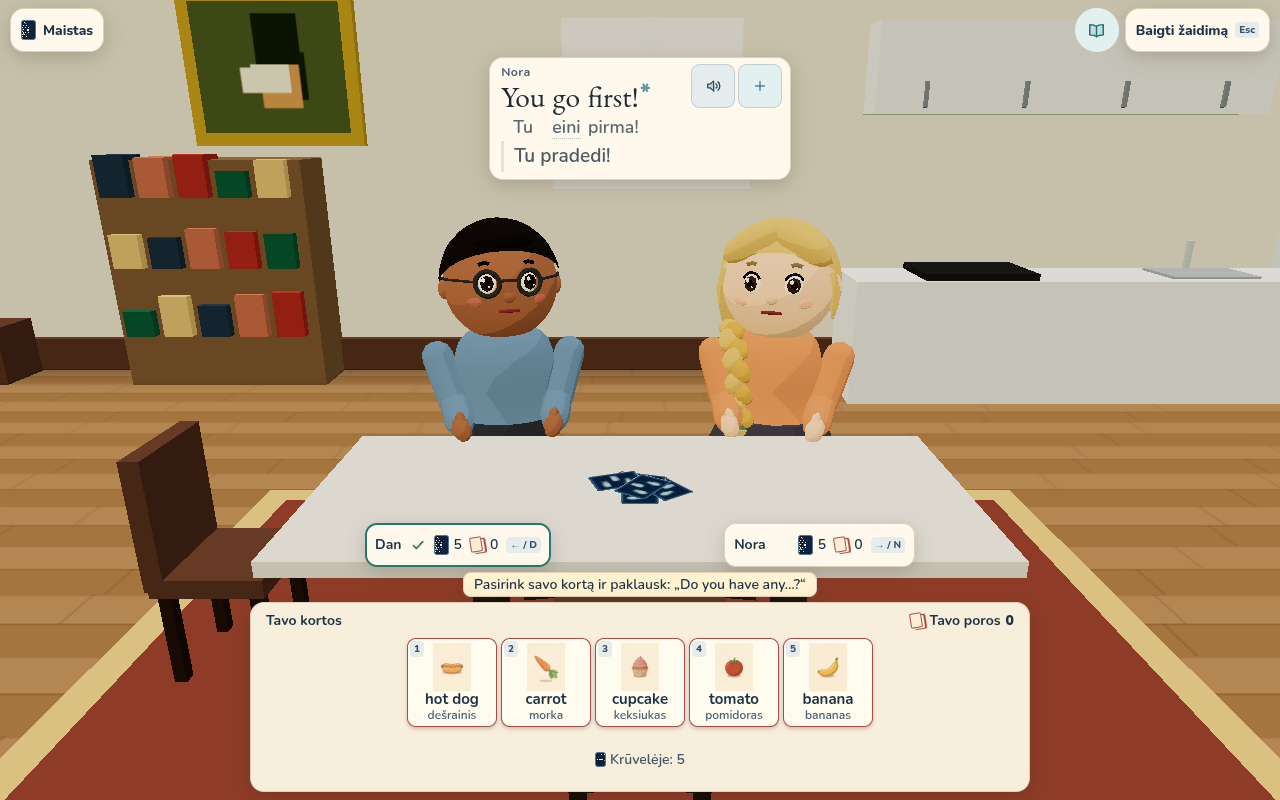 Maistas
Baigti žaidimą Esc
Nora
You go first!*
Tu eini pirma!
Tu pradedi!
Dan 5 0 ← / D
Nora 5 0 → / N
Pasirink savo kortą ir paklausk: „Do you have any…?“
Tavo kortos
Tavo poros 0
1 2 3 4 5
hot dog carrot cupcake tomato banana
dešrainis morka keksiukas pomidoras bananas
Krūvelėje: 5